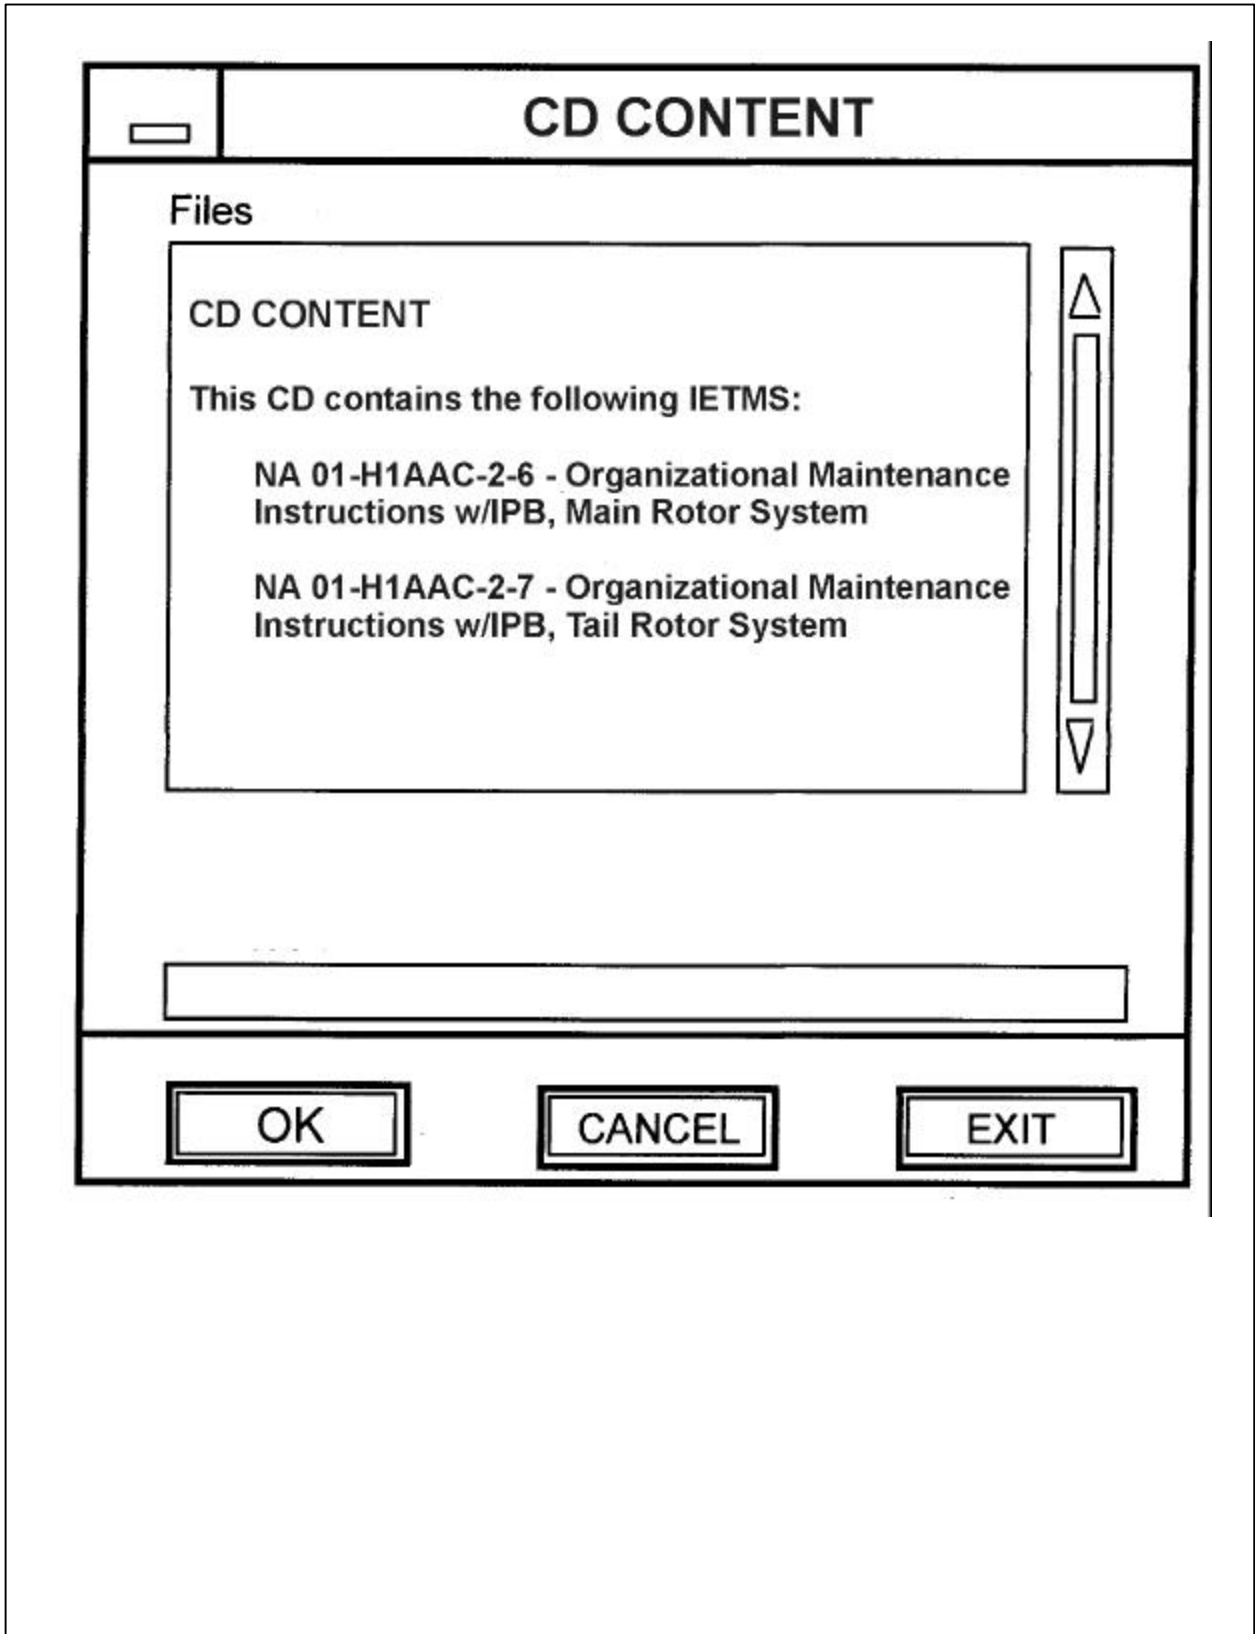 CD CONTENT
Files
CD CONTENT
This CD contains the following IETMS:
NA 01-H1AAC-2-6 - Organizational Maintenance
Instructions w/IPB, Main Rotor System
NA 01-H1AAC-2-7 - Organizational Maintenance
Instructions w/IPB, Tail Rotor System
OK
CANCEL
EXIT